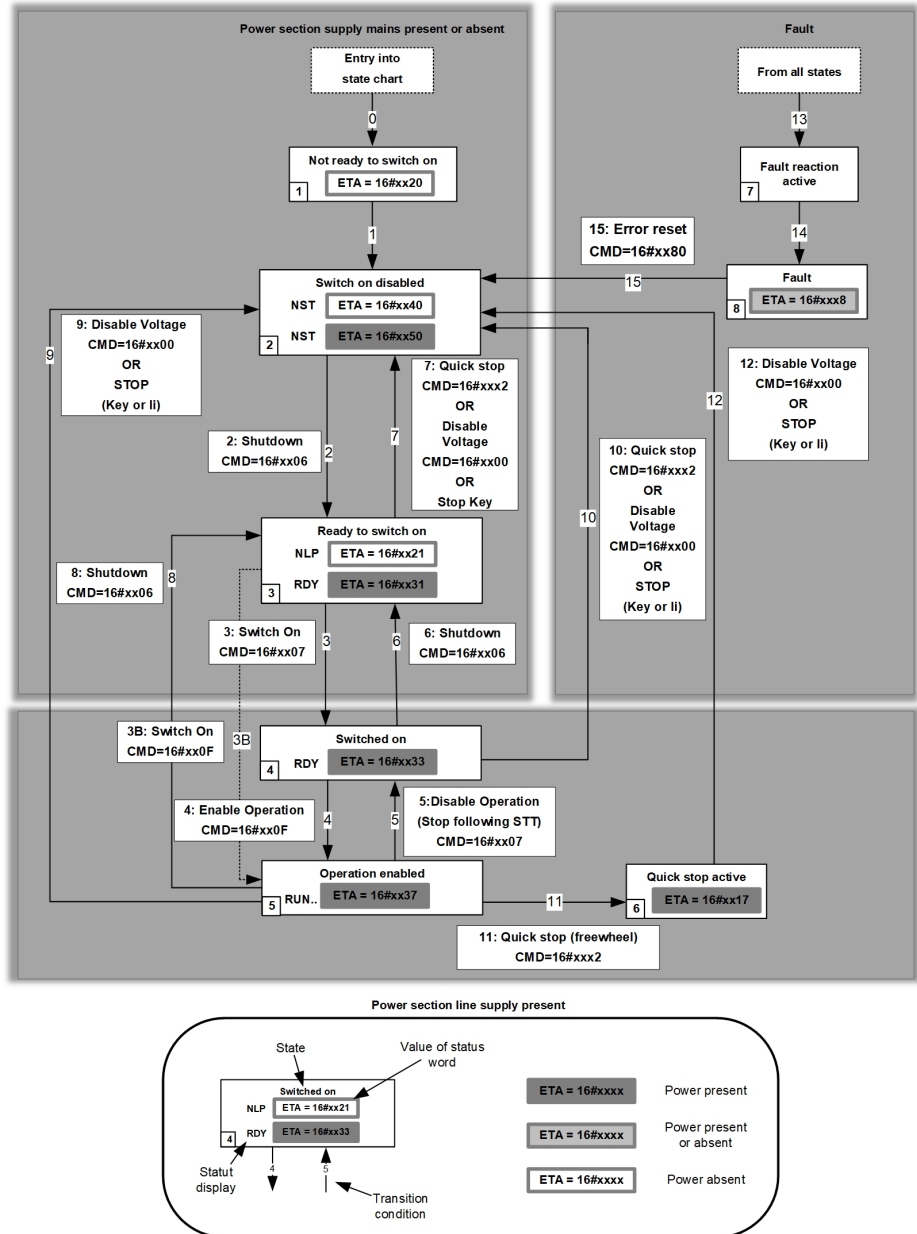 Power section supply mains present or absent
Entry into
state chart
0
Not ready to switch on
ETA = 16#xx20
1
1
Switch on disabled
NST
ETA = 16#xx40
NST
ETA = 16#xx50
2
9
9: Disable Voltage
CMD=16#xx00
OR
STOP
(Key or li)
2: Shutdown
CMD=16#xx06
2
7
7: Quick stop
CMD=16#xxx2
OR
Disable
Voltage
CMD=16#xx00
OR
Stop Key
Ready to switch on
NLP
ETA = 16#xx21
RDY
ETA = 16#xx31
3
8: Shutdown
CMD=16#xx06
8
3: Switch On
CMD=16#xx07
3
6
6: Shutdown
CMD=16#xx06
Fault
From all states
13
Fault reaction
active
7
14
15: Error reset
CMD=16#xx80
15
Fault
ETA = 16#xxx8
8
12: Disable Voltage
CMD=16#xx00
OR
STOP
(Key or li)
12
10: Quick stop
CMD=16#xxx2
OR
Disable
Voltage
CMD=16#xx00
OR
STOP
(Key or li)
10
3B: Switch On
CMD=16#xx0F
3B
Switched on
RDY
ETA = 16#xx33
4
4: Enable Operation
CMD=16#xx0F
4
5
5:Disable Operation
(Stop following STT)
CMD=16#xx07
Operation enabled
RUN..
ETA = 16#xx37
5
11
Quick stop active
ETA = 16#xx17
6
11: Quick stop (freewheel)
CMD=16#xxx2
Power section line supply present
State
Value of status
word
Switched on
NLP
ETA = 16#xx21
RDY
ETA = 16#xx33
4
Statut
display
4
5
Transition
condition
ETA = 16#xxxx
Power present
ETA = 16#xxxx
Power present
or absent
ETA = 16#xxxx
Power absent